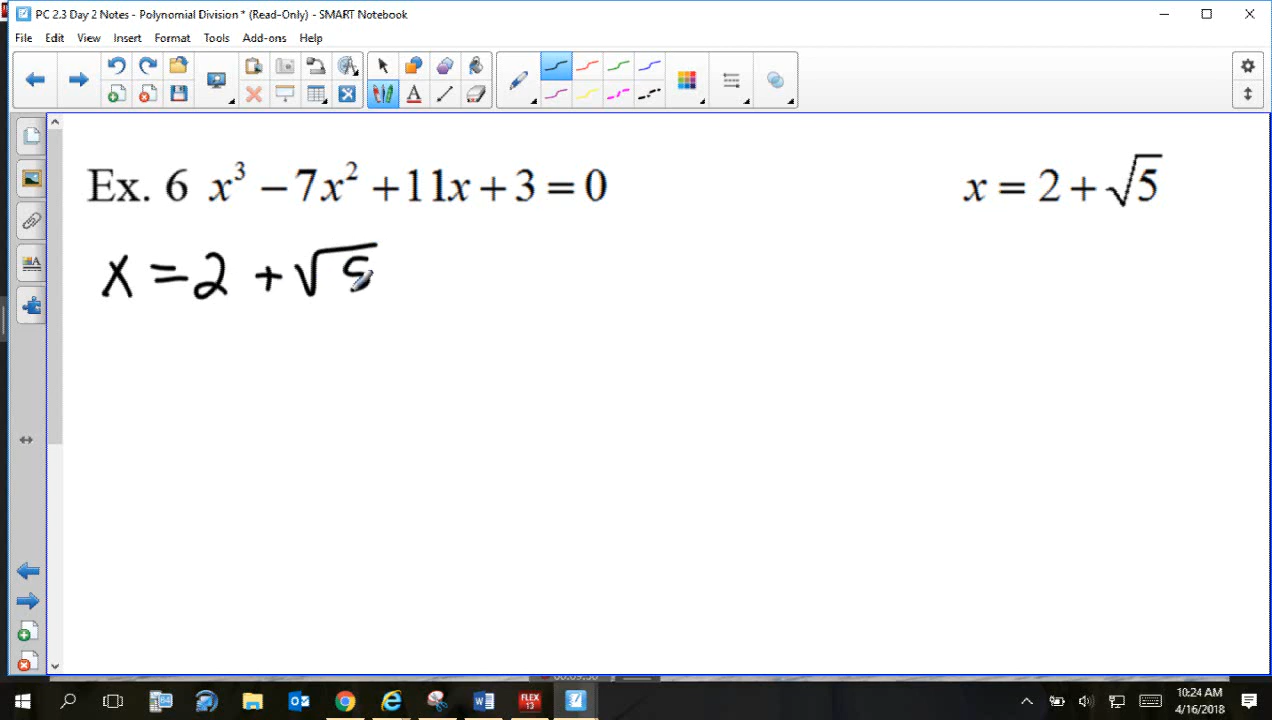 PC 2.3 Day 2 Notes - Polynomial Division * (Read-Only) - SMART Notebook
File Edit View Insert Format Tools Add-ons Help
Ex. 6 x³ − 7x² + 11x + 3 = 0
x = 2 + √5
x = 2 + √5
FLEX 13
10:24 AM
4/16/2018